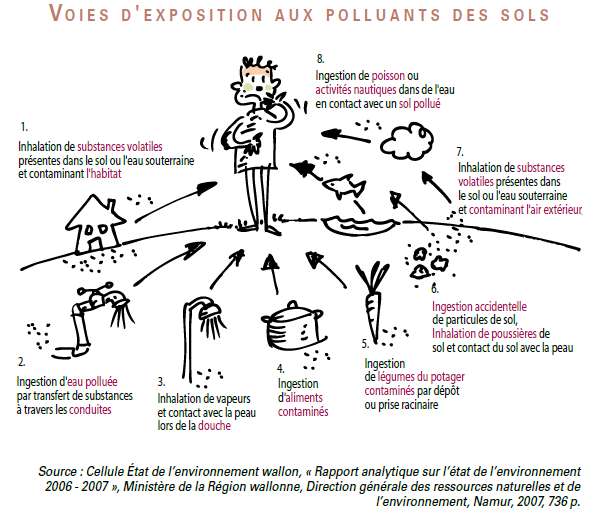 VOIES D'EXPOSITION AUX POLLUANTS DES SOLS
1.
Inhalation de substances volatiles
présentes dans le sol ou l'eau souterraine
et contaminant l'habitat
2.
Ingestion d'eau polluée
par transfert de substances
à travers les conduites
3.
Inhalation de vapeurs
et contact avec la peau
lors de la douche
4.
Ingestion
d'aliments
contaminés
5.
Ingestion
de légumes du potager
contaminés par dépôt
ou prise racinaire
6.
Ingestion accidentelle
de particules de sol,
Inhalation de poussières de
sol et contact du sol avec la peau
7.
Inhalation de substances
volatiles présentes dans
le sol ou l'eau souterraine
et contaminant l'air extérieur
8.
Ingestion de poisson ou
activités nautiques dans de l'eau
en contact avec un sol pollué
Source : Cellule État de l'environnement wallon, « Rapport analytique sur l'état de l'environnement
2006 - 2007 », Ministère de la Région wallonne, Direction générale des ressources naturelles et de
l'environnement, Namur, 2007, 736 p.